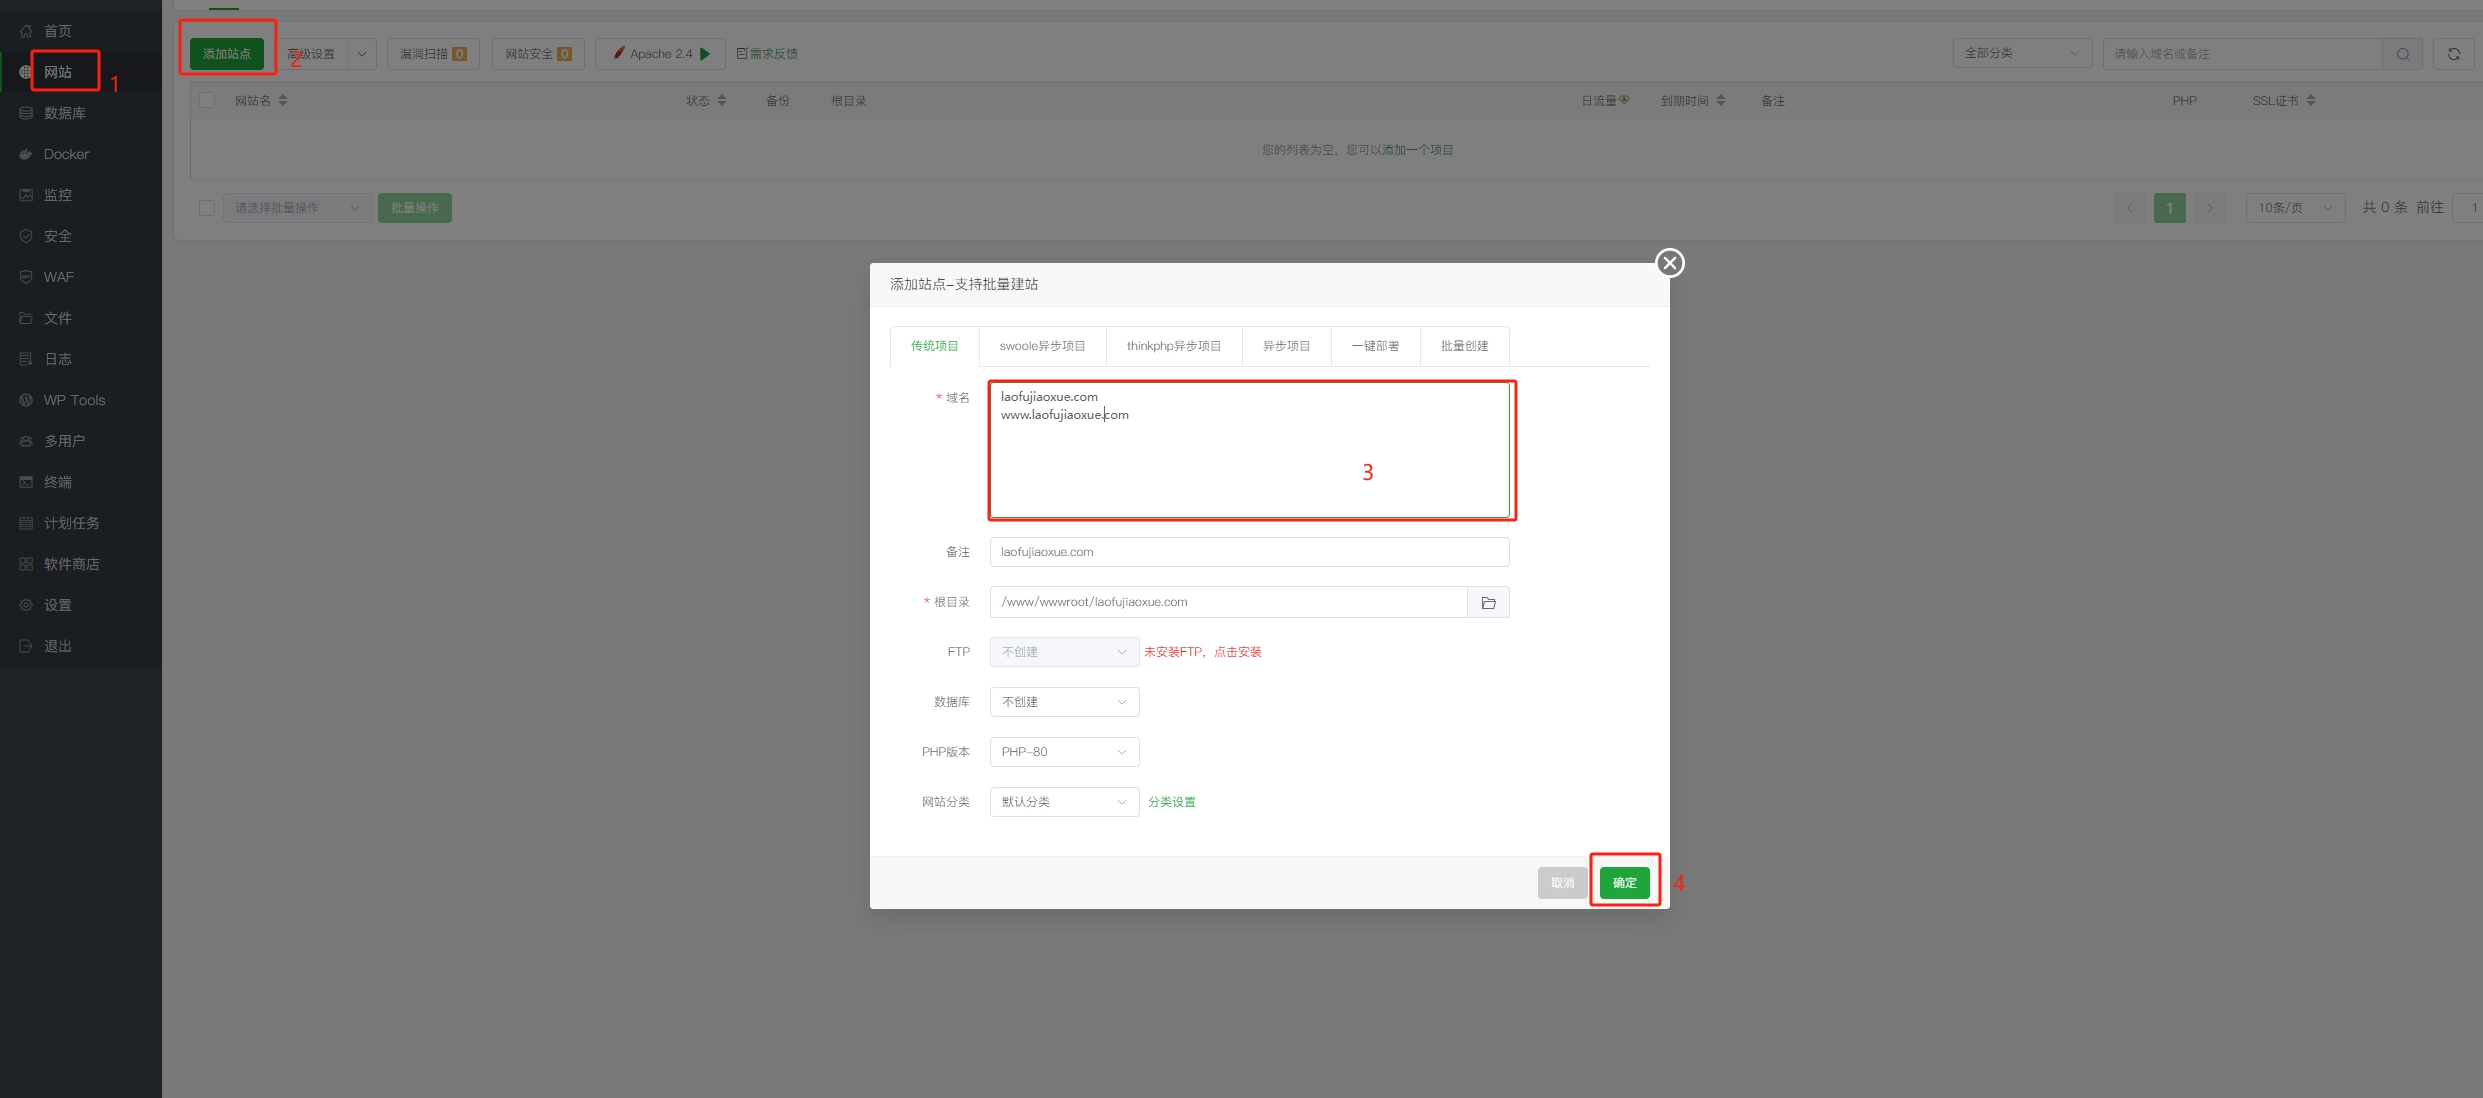 首页
网站
1
数据库
Docker
监控
安全
WAF
文件
日志
WP Tools
多用户
终端
计划任务
软件商店
设置
退出
添加站点
2
高级设置
漏洞扫描 0
网站安全 0
Apache 2.4
需求反馈
全部分类
请输入域名或备注
网站名
状态
备份
根目录
日流量
到期时间
备注
PHP
SSL证书
您的列表为空，您可以添加一个项目
请选择批量操作
批量操作
1
10条/页
共 0 条
前往
1
添加站点-支持批量建站
传统项目
swoole异步项目
thinkphp异步项目
异步项目
一键部署
批量创建
* 域名
laofujiaoxue.com
www.laofujiaoxue.com
3
备注
laofujiaoxue.com
* 根目录
/www/wwwroot/laofujiaoxue.com
FTP
不创建
未安装FTP，点击安装
数据库
不创建
PHP版本
PHP-80
网站分类
默认分类
分类设置
取消
确定
4